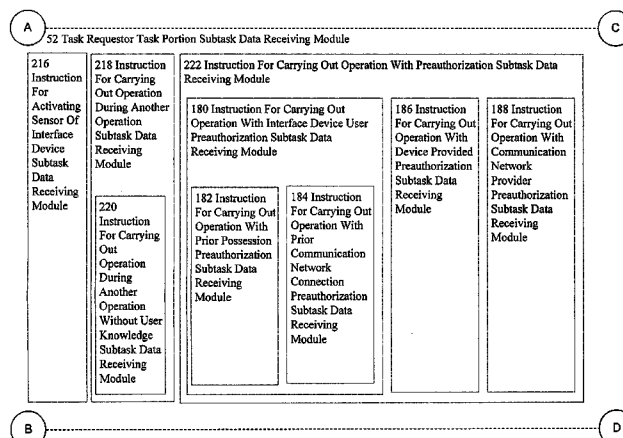 A
C
52 Task Requestor Task Portion Subtask Data Receiving Module
216
Instruction
For
Activating
Sensor Of
Interface
Device
Subtask
Data
Receiving
Module
218 Instruction
For Carrying
Out Operation
During Another
Operation
Subtask Data
Receiving
Module
220
Instruction
For Carrying
Out
Operation
During
Another
Operation
Without User
Knowledge
Subtask Data
Receiving
Module
222 Instruction For Carrying Out Operation With Preauthorization Subtask Data
Receiving Module
180 Instruction For Carrying Out
Operation With Interface Device User
Preauthorization Subtask Data
Receiving Module
182 Instruction
For Carrying Out
Operation With
Prior Possession
Preauthorization
Subtask Data
Receiving
Module
184 Instruction
For Carrying Out
Operation With
Prior
Communication
Network
Connection
Preauthorization
Subtask Data
Receiving
Module
186 Instruction
For Carrying Out
Operation With
Device Provided
Preauthorization
Subtask Data
Receiving
Module
188 Instruction
For Carrying Out
Operation With
Communication
Network
Provider
Preauthorization
Subtask Data
Receiving
Module
B
D